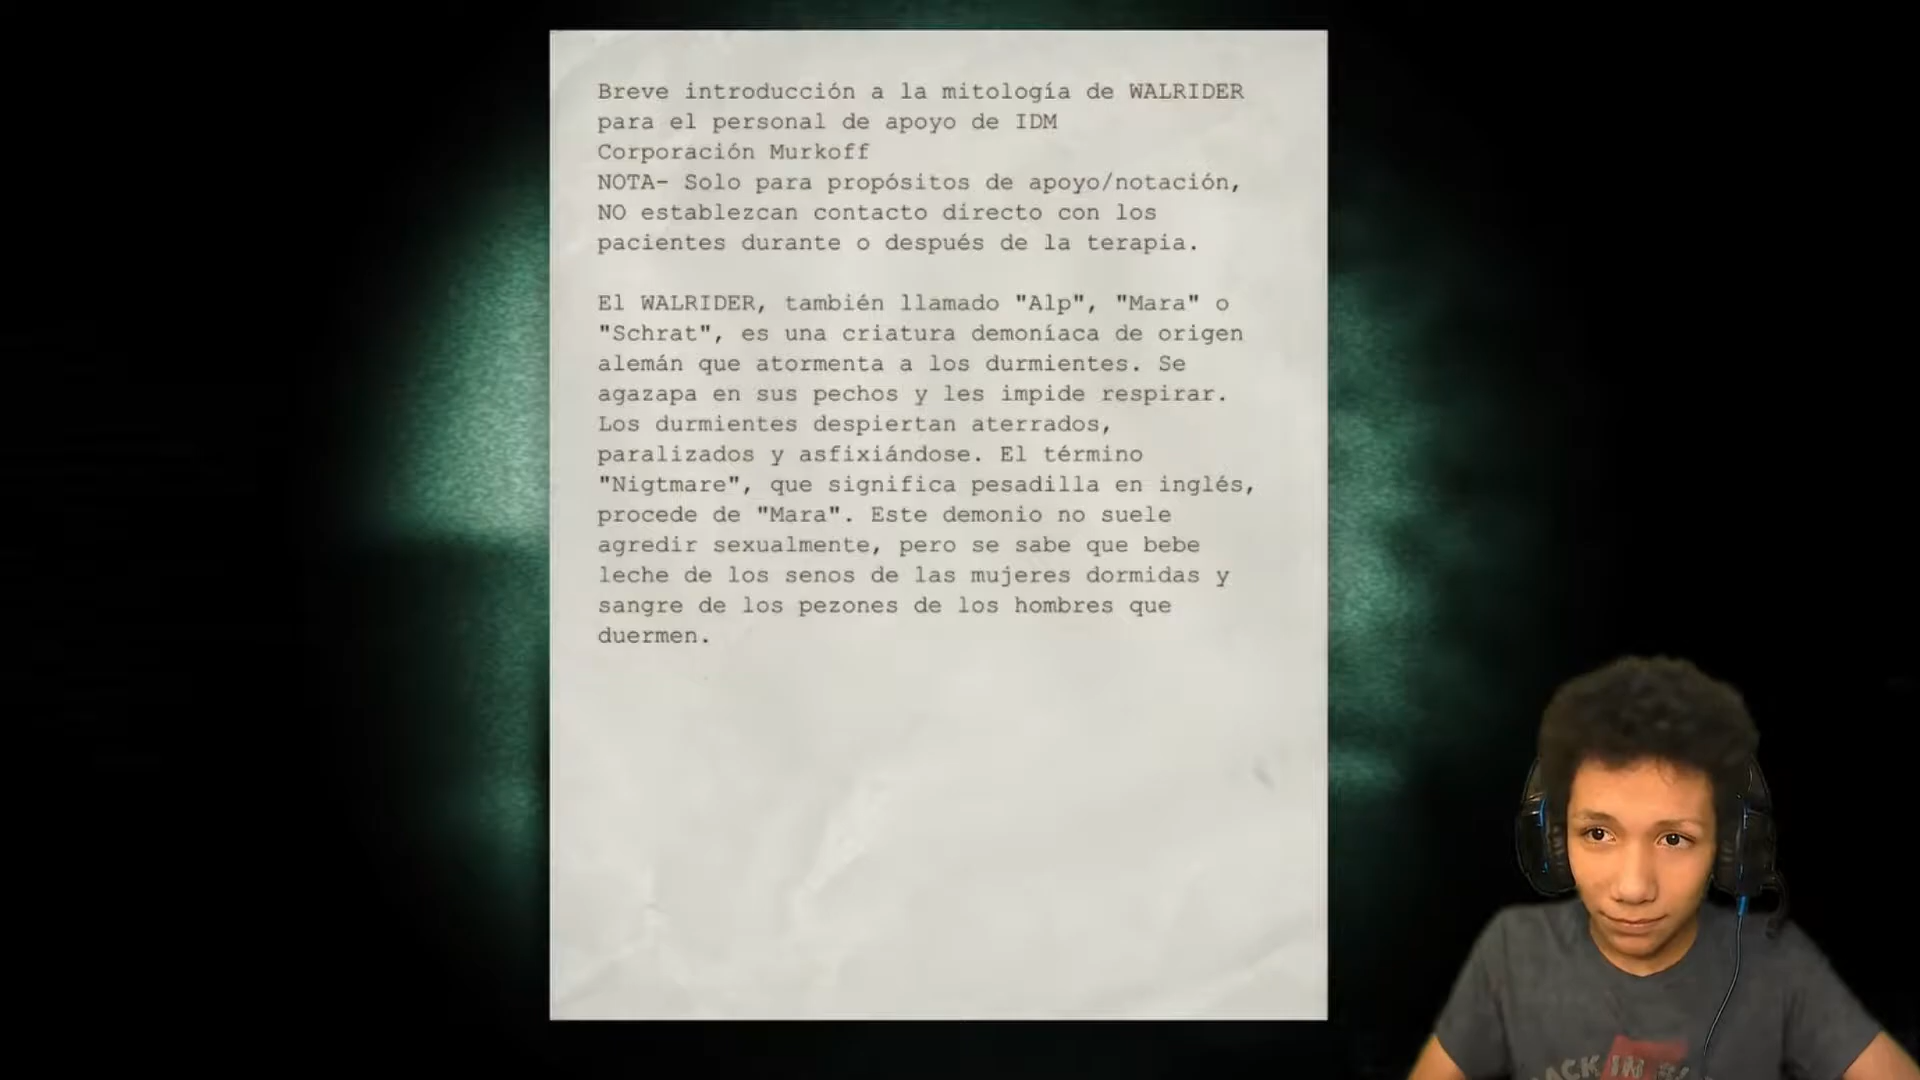 Breve introducción a la mitología de WALRIDER
para el personal de apoyo de IDM
Corporación Murkoff
NOTA- Solo para propósitos de apoyo/notación,
NO establezcan contacto directo con los
pacientes durante o después de la terapia.
El WALRIDER, también llamado "Alp", "Mara" o
"Schrat", es una criatura demoníaca de origen
alemán que atormenta a los durmientes. Se
agazapa en sus pechos y les impide respirar.
Los durmientes despiertan aterrados,
paralizados y asfixiándose. El término
"Nigtmare", que significa pesadilla en inglés,
procede de "Mara". Este demonio no suele
agredir sexualmente, pero se sabe que bebe
leche de los senos de las mujeres dormidas y
sangre de los pezones de los hombres que
duermen.
IN